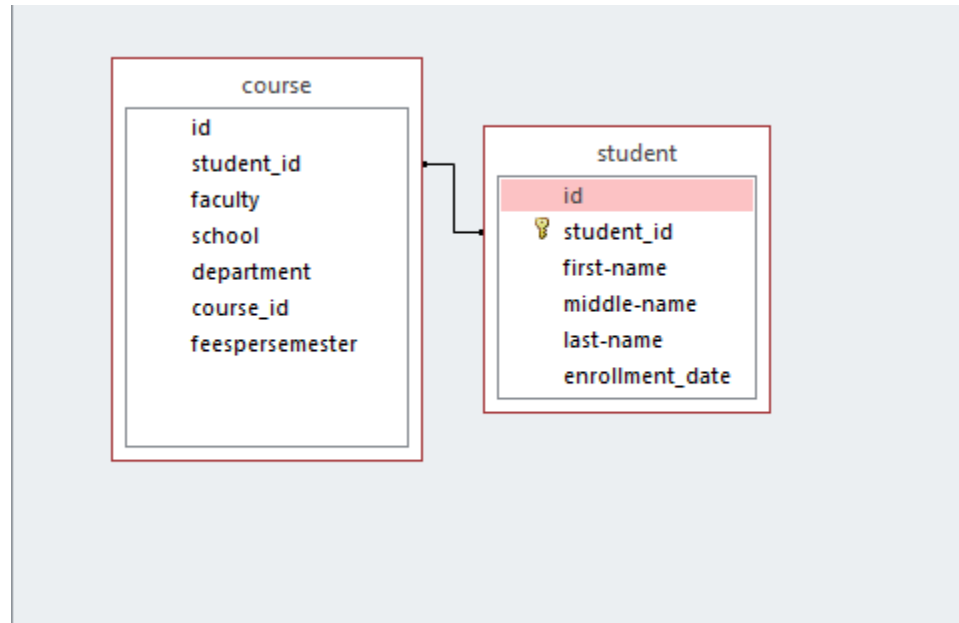 course
id
student_id
faculty
school
department
course_id
feespersemester
student
id
student_id
first-name
middle-name
last-name
enrollment_date